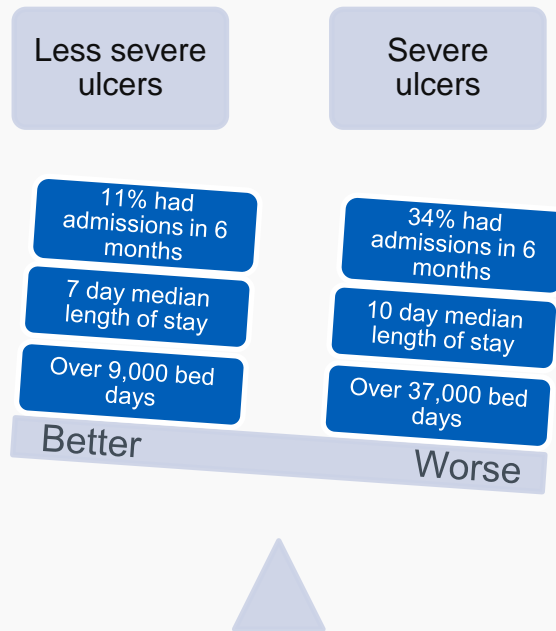 Less severe
ulcers
Severe
ulcers
11% had
admissions in 6
months
7 day median
length of stay
Over 9,000 bed
days
34% had
admissions in 6
months
10 day median
length of stay
Over 37,000 bed
days
Better
Worse